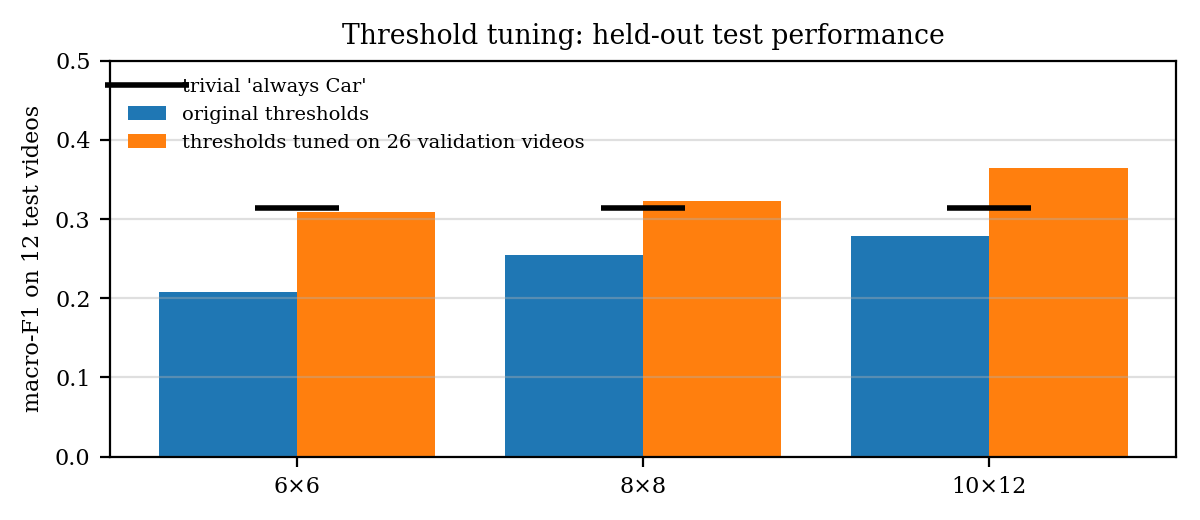 Threshold tuning: held-out test performance
macro-F1 on 12 test videos
0.5
0.4
0.3
0.2
0.1
0.0
trivial 'always Car'
original thresholds
thresholds tuned on 26 validation videos
6×6
8×8
10×12